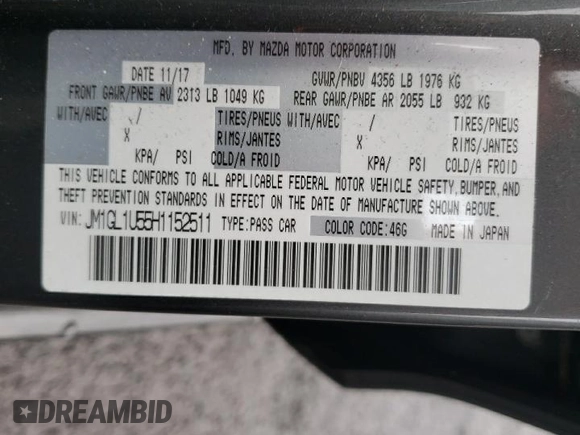 MFD. BY MAZDA MOTOR CORPORATION
DATE 11/17 GVWR/PNBV 4356 LB 1976 KG
FRONT GAWR/PNBE AV 2313 LB 1049 KG REAR GAWR/PNBE AR 2055 LB 932 KG
WITH/AVEC / TIRES/PNEUS WITH/AVEC / TIRES/PNEUS
X RIMS/JANTES X RIMS/JANTES
KPA/ PSI COLD/A FROID KPA/ PSI COLD/A FROID
THIS VEHICLE CONFORMS TO ALL APPLICABLE FEDERAL MOTOR VEHICLE SAFETY, BUMPER, AND
THEFT PREVENTION STANDARDS IN EFFECT ON THE DATE OF MANUFACTURE SHOWN ABOVE.
VIN: JM1GL1U55H1152511 TYPE:PASS CAR COLOR CODE:46G MADE IN JAPAN
DREAMBID